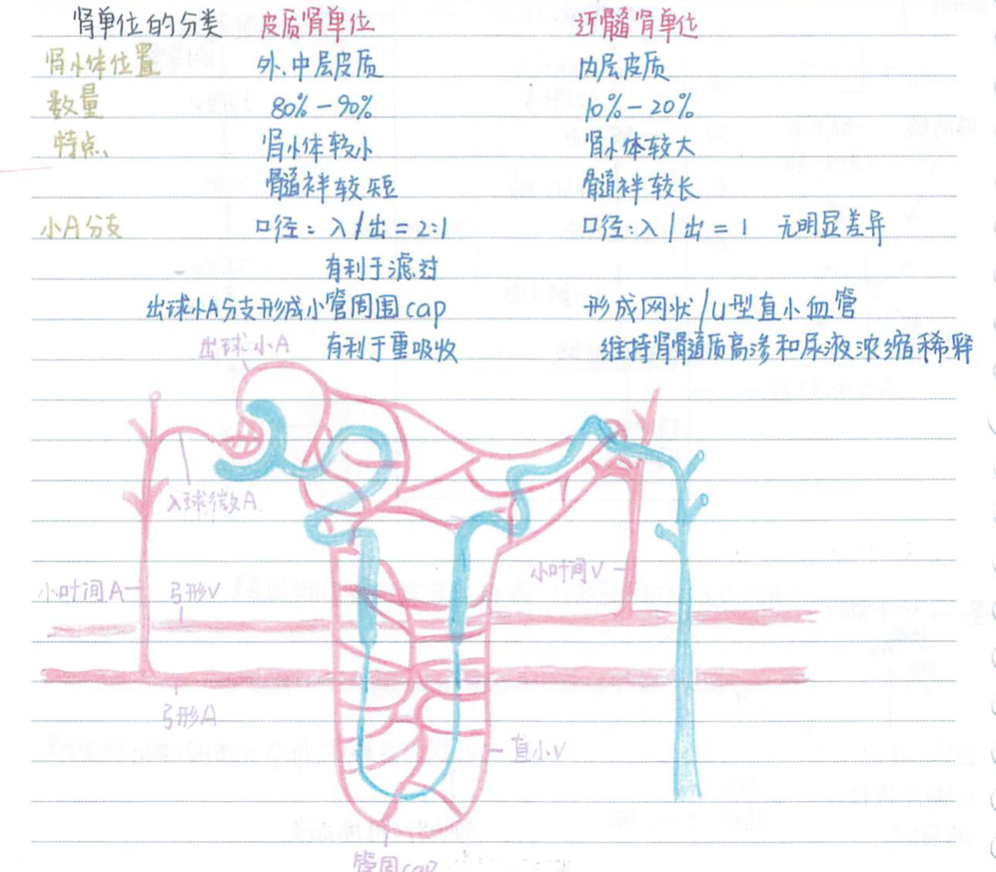 肾单位的分类 皮质肾单位 近髓肾单位
肾小体位置 外.中层皮质 内层皮质
数量 80%-90% 10%-20%
特点 肾小体较小 肾小体较大
髓袢较短 髓袢较长
小A分支 口径：入/出=2:1 口径:入/出=1 无明显差异
有利于滤过
出球小A分支形成小管周围cap 形成网状/U型直小血管
有利于重吸收 维持肾髓质高渗和尿液浓缩稀释
出球小A
入球微A
小叶间A 弓形V 小叶间V
弓形A
直小V
管周cap